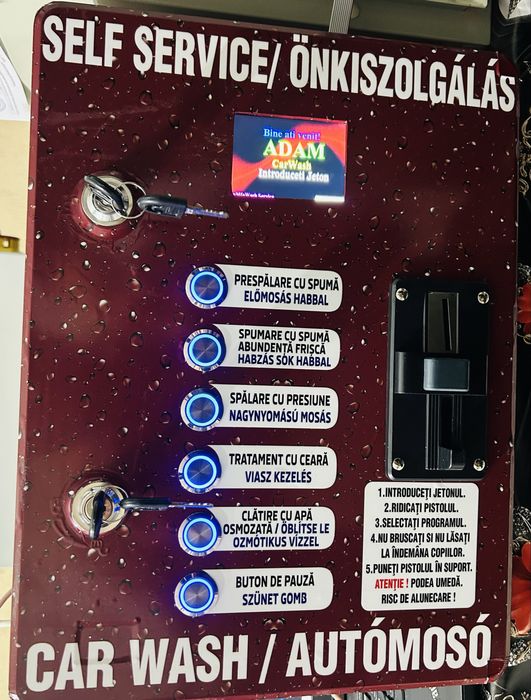 SELF SERVICE/ ÖNKISZOLGÁLÁS
Bine ati venit!
ADAM
CarWash
Introduceti Jeton
PRESPĂLARE CU SPUMĂ
ELŐMOSÁS HABBAL
SPUMARE CU SPUMĂ
ABUNDENTĂ FRISCĂ
HABZÁS SÖK HABBAL
SPĂLARE CU PRESIUNE
NAGYNYOMÁSÚ MOSÁS
TRATAMENT CU CEARĂ
VIASZ KEZELÉS
CLĂTIRE CU APĂ
OSMOZATĂ / ÖBLÍTSE LE
OZMÓTIKUS VÍZZEL
BUTON DE PAUZĂ
SZÜNET GOMB
1.INTRODUCEȚI JETONUL.
2.RIDICAȚI PISTOLUL.
3.SELECTAȚI PROGRAMUL.
4.NU BRUSCAȚI SI NU LĂSAȚI
LA ÎNDEMÂNA COPIILOR.
5.PUNEȚI PISTOLUL ÎN SUPORT.
ATENȚIE ! PODEA UMEDĂ.
RISC DE ALUNECARE !
CAR WASH / AUTÓMOSÓ